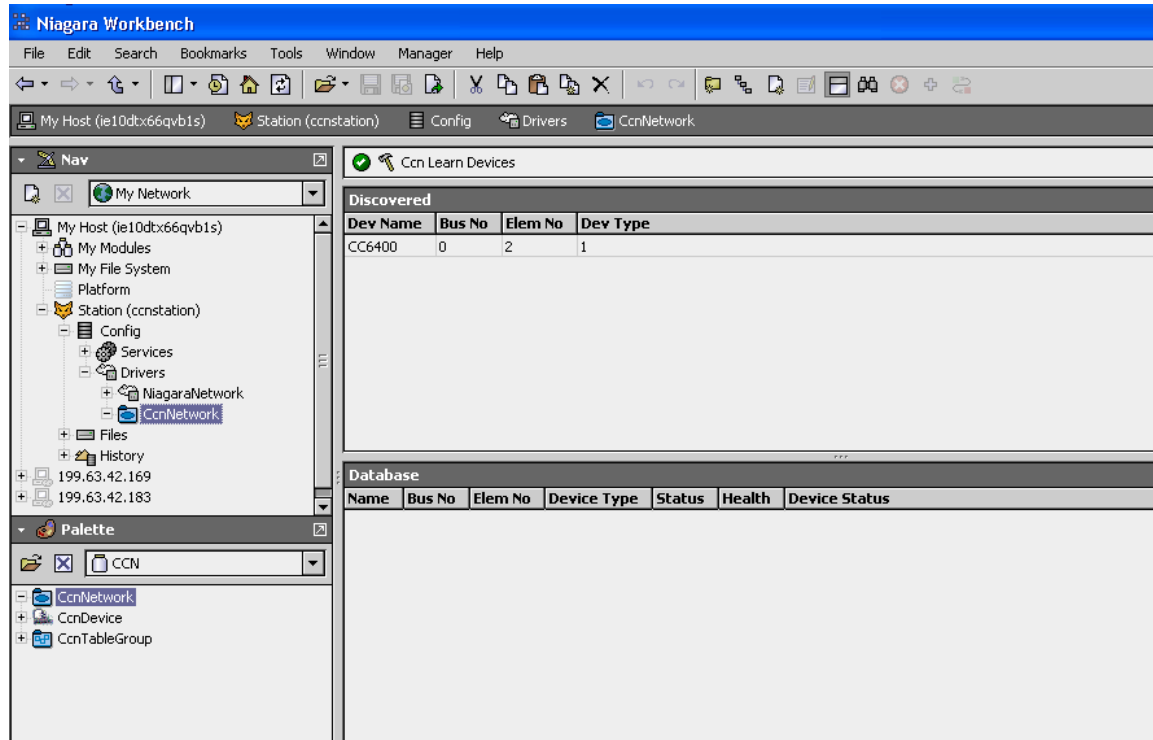 Niagara Workbench
File Edit Search Bookmarks Tools Window Manager Help
My Host (ie10dtx66qvb1s) Station (ccnstation) Config Drivers CcnNetwork
Nav
My Network
My Host (ie10dtx66qvb1s)
My Modules
My File System
Platform
Station (ccnstation)
Config
Services
Drivers
NiagaraNetwork
CcnNetwork
Files
History
199.63.42.169
199.63.42.183
Palette
CCN
CcnNetwork
CcnDevice
CcnTableGroup
Ccn Learn Devices
Discovered
Dev Name Bus No Elem No Dev Type
CC6400 0 2 1
Database
Name Bus No Elem No Device Type Status Health Device Status